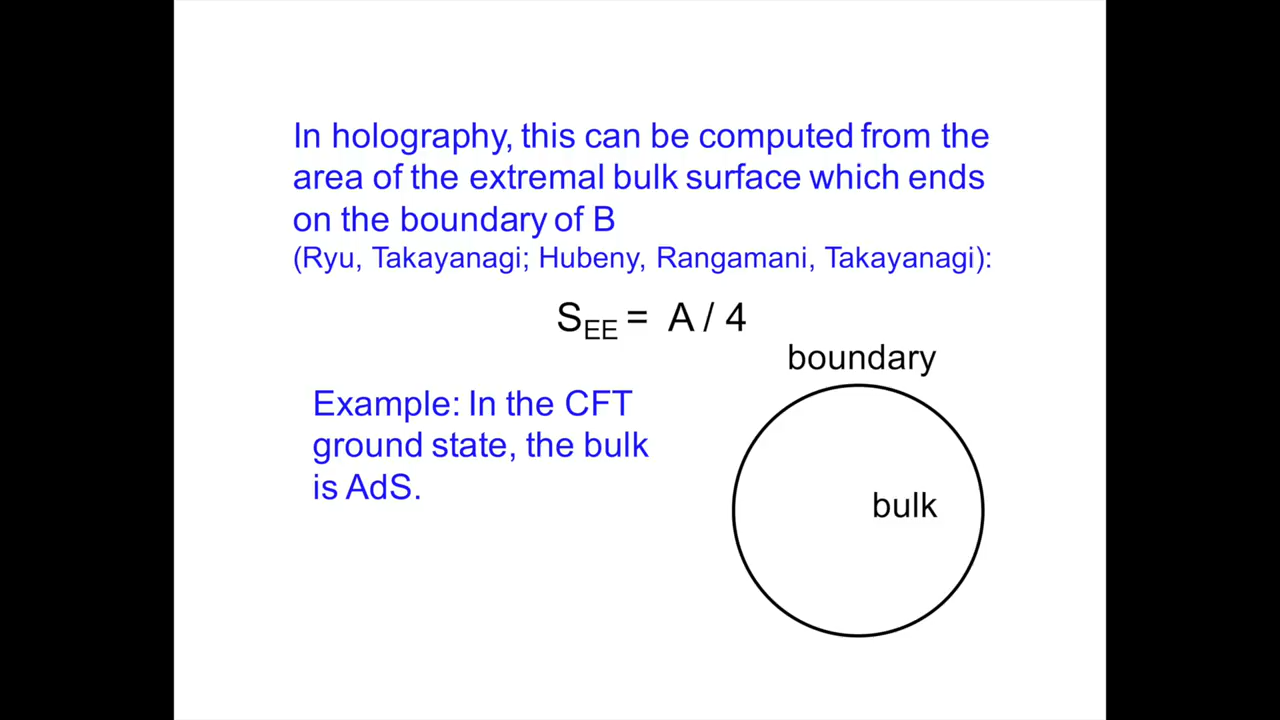 In holography, this can be computed from the
area of the extremal bulk surface which ends
on the boundary of B
(Ryu, Takayanagi; Hubeny, Rangamani, Takayanagi):
S_EE = A / 4
boundary
Example: In the CFT
ground state, the bulk
is AdS.
bulk